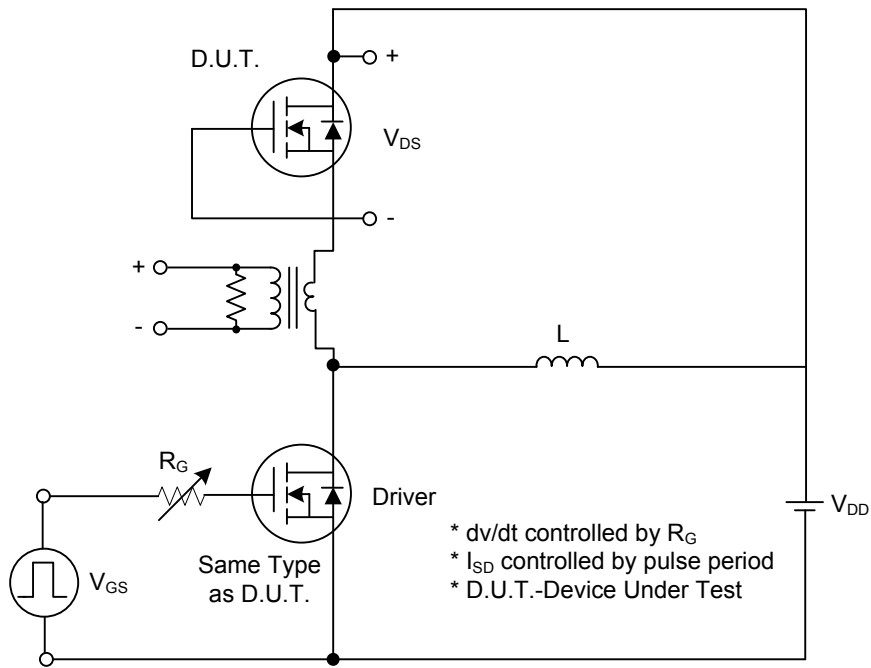 D.U.T.
+
V_DS
-
+
-
L
R_G
Driver
V_DD
V_GS
Same Type
as D.U.T.
* dv/dt controlled by R_G
* I_SD controlled by pulse period
* D.U.T.-Device Under Test